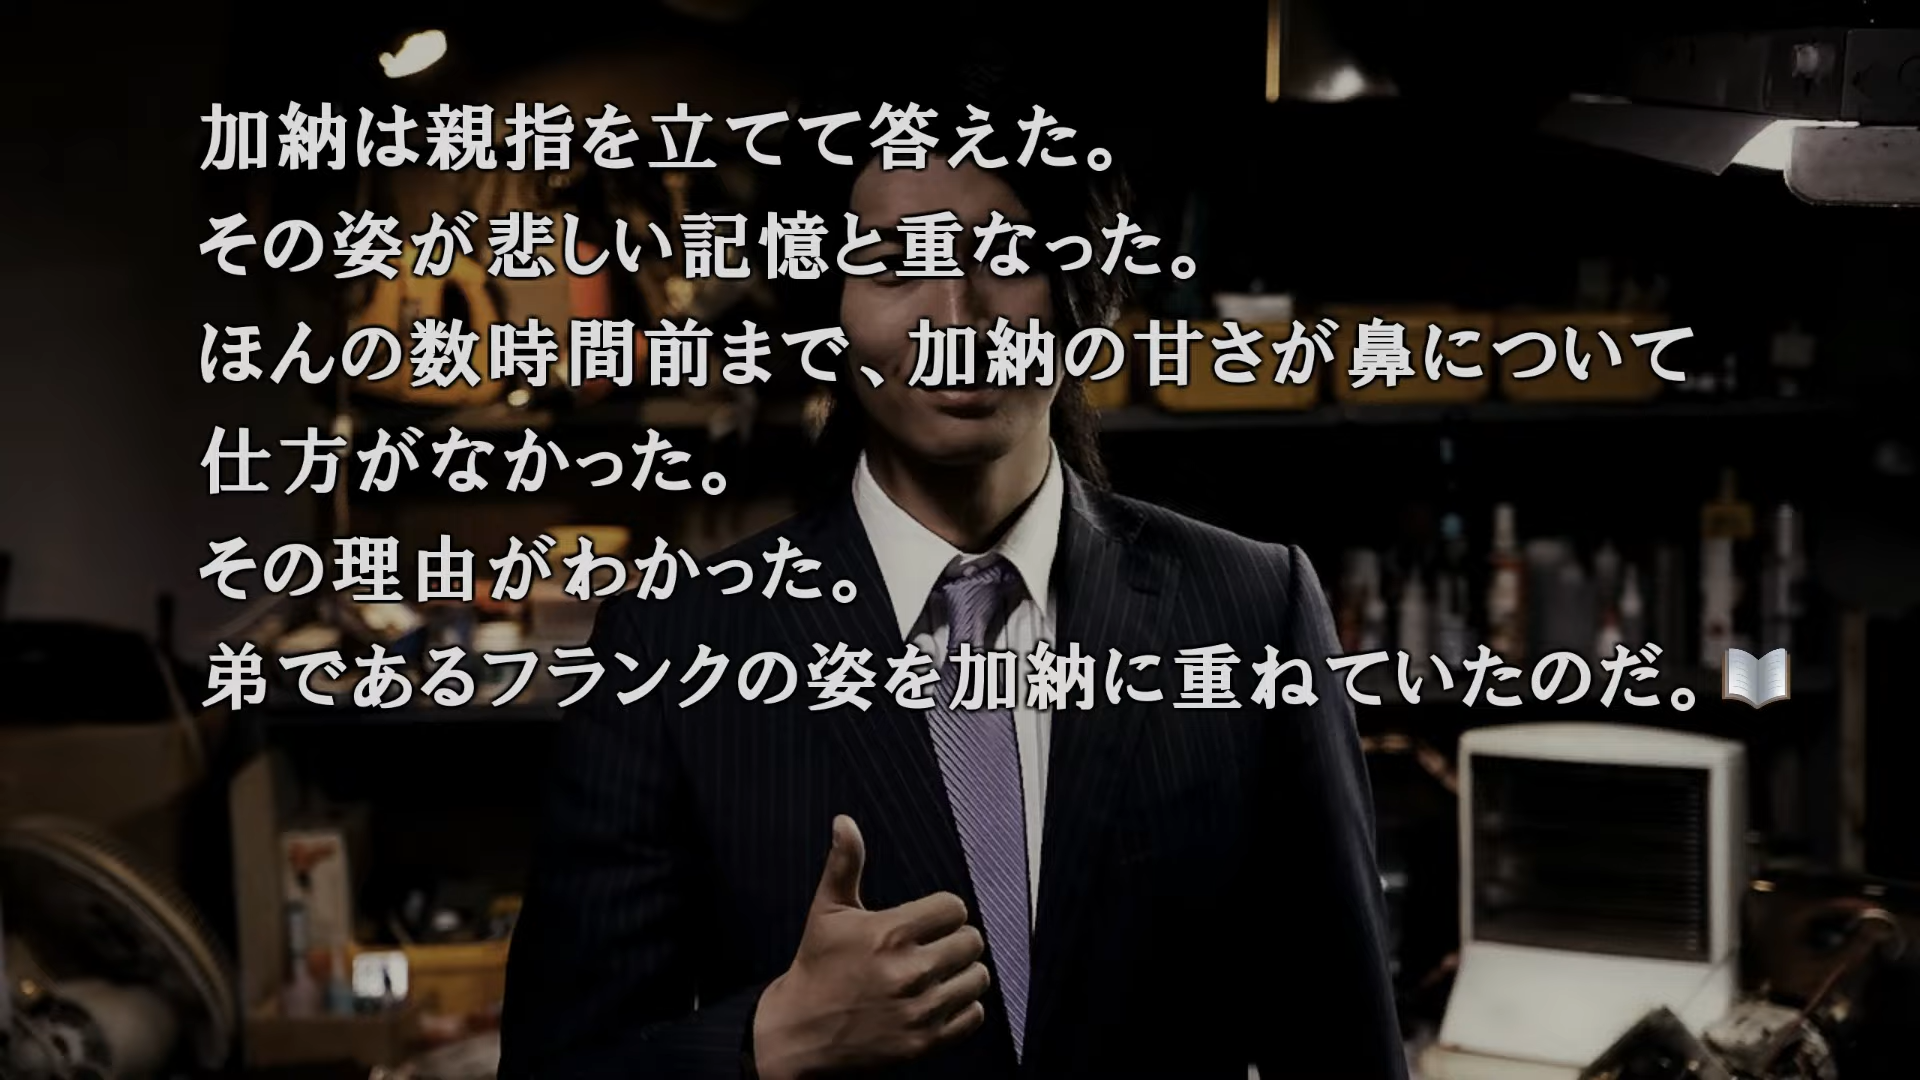 加納は親指を立てて答えた。
その姿が悲しい記憶と重なった。
ほんの数時間前まで、加納の甘さが鼻について
仕方がなかった。
その理由がわかった。
弟であるフランクの姿を加納に重ねていたのだ。